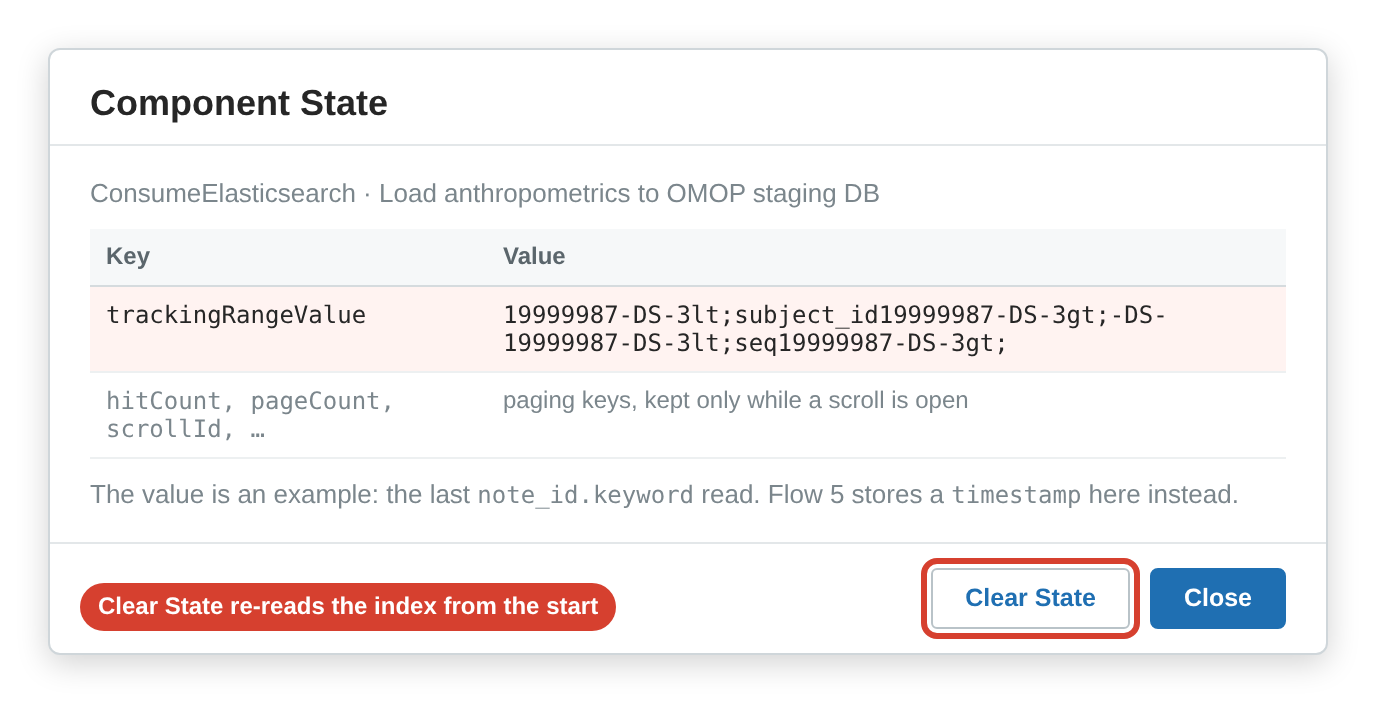 Component State
ConsumeElasticsearch · Load anthropometrics to OMOP staging DB
Key Value
trackingRangeValue 19999987-DS-3lt;subject_id19999987-DS-3gt;-DS-
19999987-DS-3lt;seq19999987-DS-3gt;
hitCount, pageCount, paging keys, kept only while a scroll is open
scrollId, …
The value is an example: the last note_id.keyword read. Flow 5 stores a timestamp here instead.
Clear State re-reads the index from the start Clear State Close